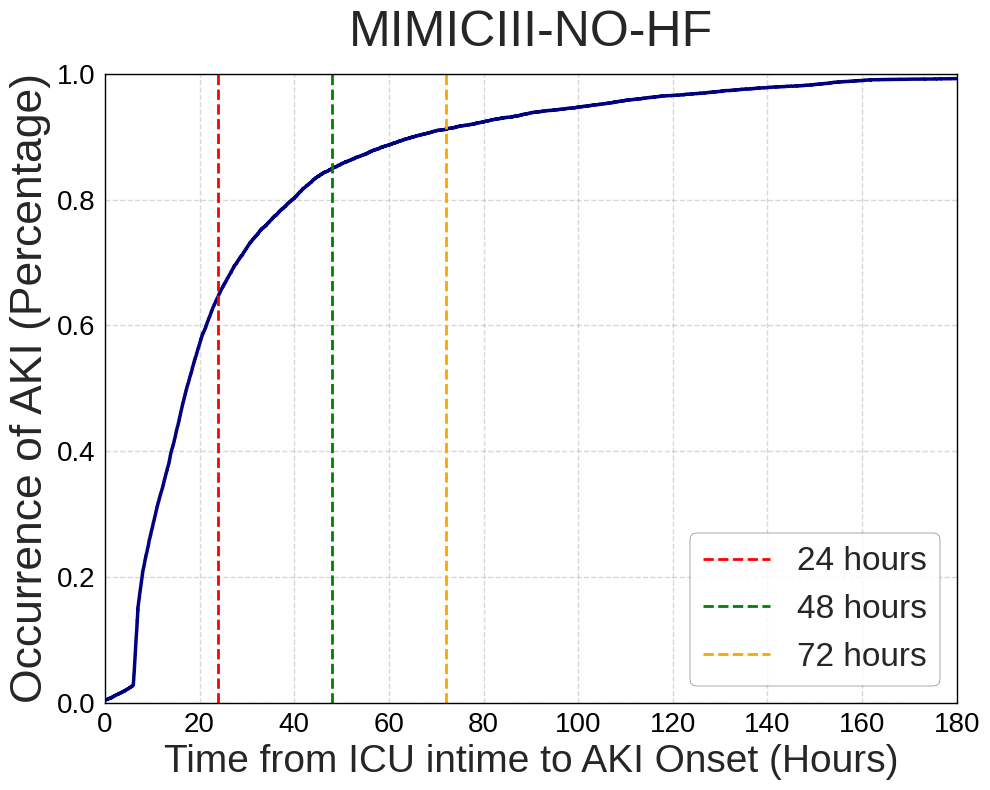 MIMICIII-NO-HF
Occurrence of AKI (Percentage)
1.0
0.8
0.6
0.4
0.2
0.0
24 hours
48 hours
72 hours
0 20 40 60 80 100 120 140 160 180
Time from ICU intime to AKI Onset (Hours)